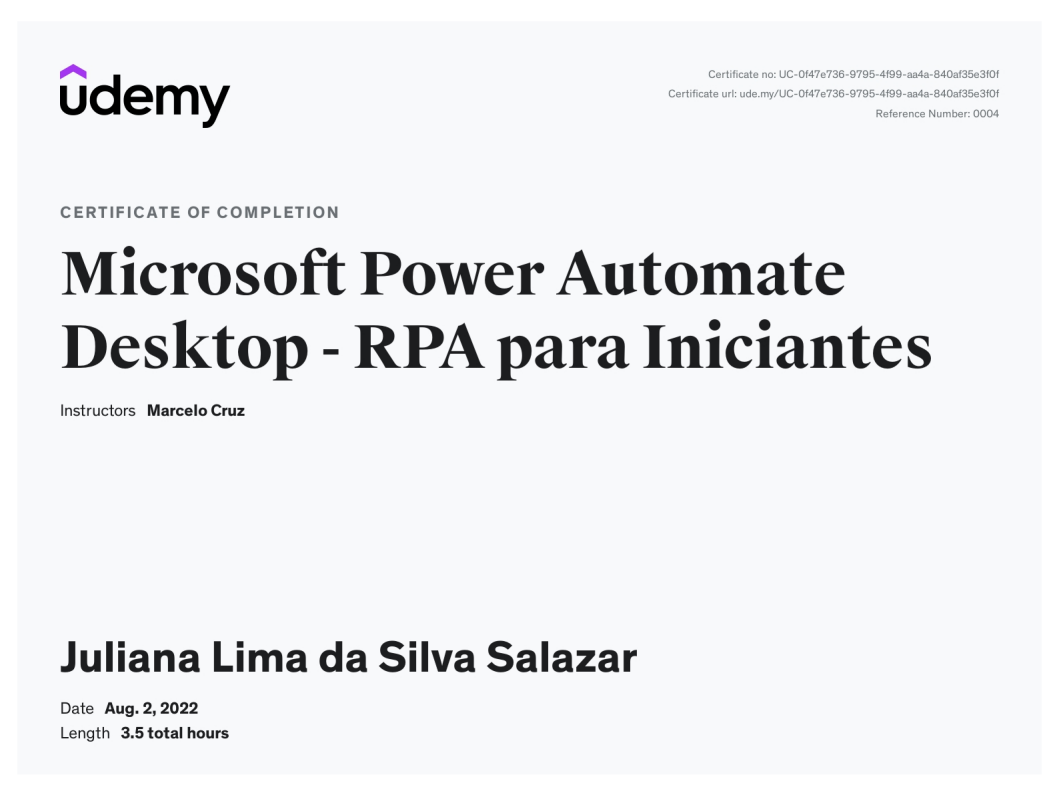 udemy
Certificate no: UC-0f47e736-9795-4f99-aa4a-840af35e3f0f
Certificate url: ude.my/UC-0f47e736-9795-4f99-aa4a-840af35e3f0f
Reference Number: 0004
CERTIFICATE OF COMPLETION
Microsoft Power Automate
Desktop - RPA para Iniciantes
Instructors Marcelo Cruz
Juliana Lima da Silva Salazar
Date Aug. 2, 2022
Length 3.5 total hours